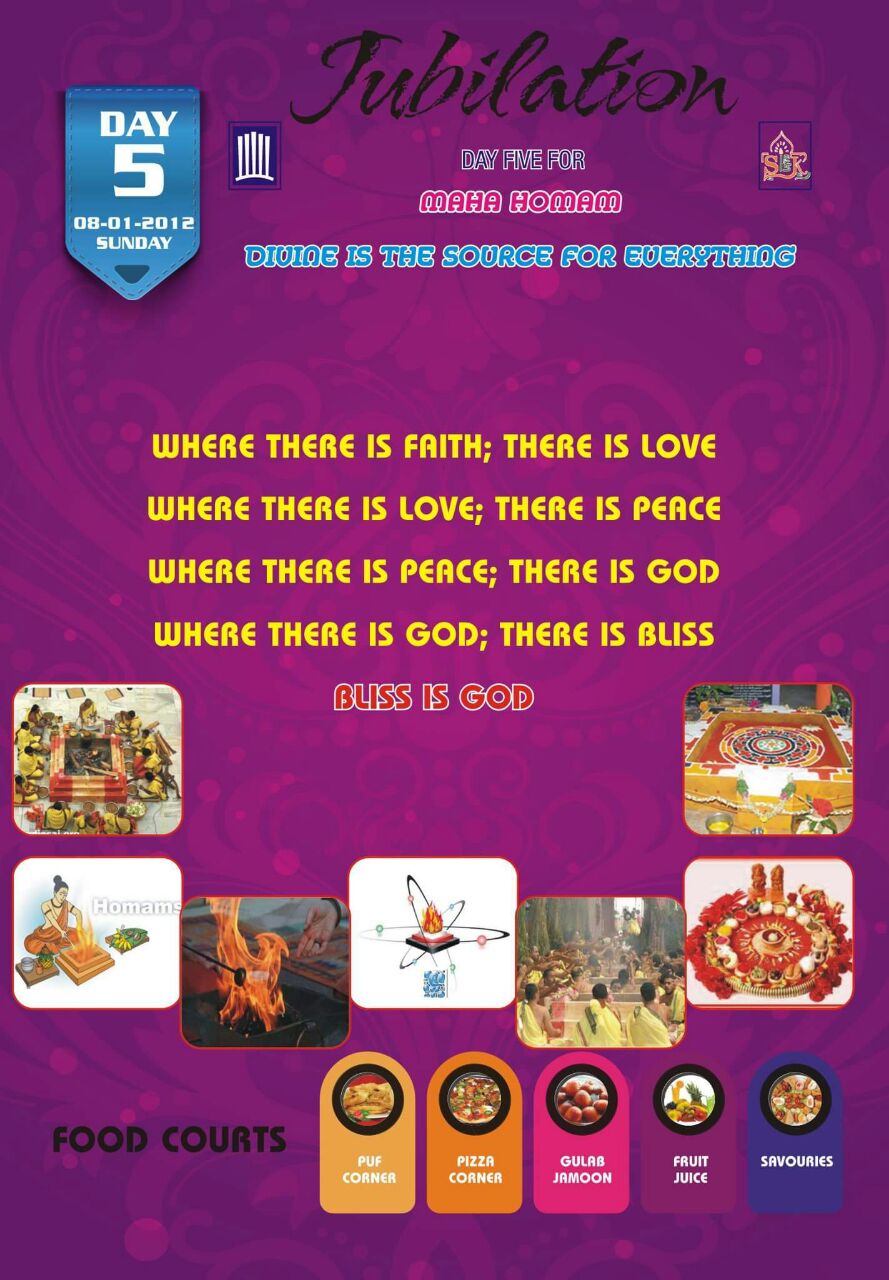 Jubilation
DAY
5
08-01-2012
SUNDAY
DAY FIVE FOR
MAHA HOMAM
DIVINE IS THE SOURCE FOR EVERYTHING
WHERE THERE IS FAITH; THERE IS LOVE
WHERE THERE IS LOVE; THERE IS PEACE
WHERE THERE IS PEACE; THERE IS GOD
WHERE THERE IS GOD; THERE IS BLISS
BLISS IS GOD
Homams
FOOD COURTS
PUF
CORNER
PIZZA
CORNER
GULAB
JAMOON
FRUIT
JUICE
SAVOURIES